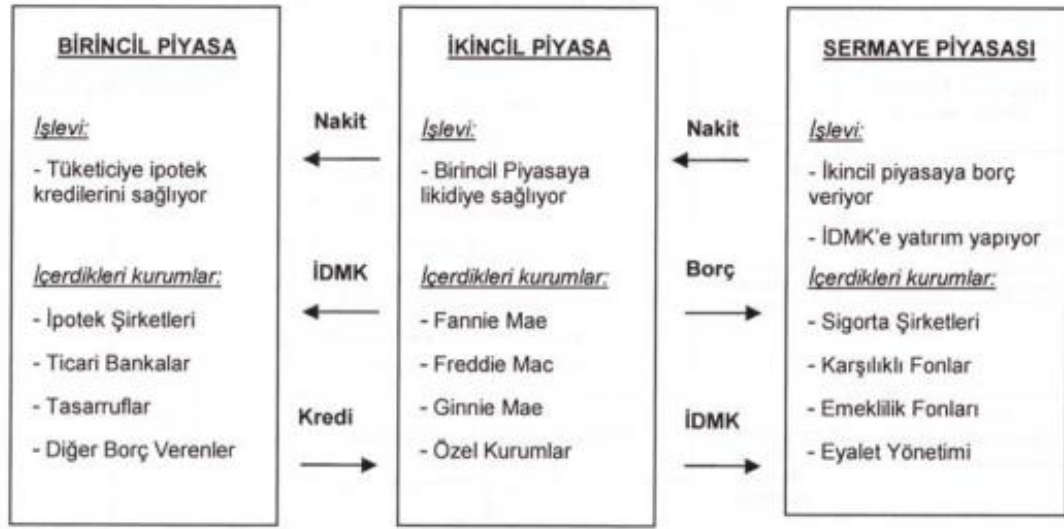 BİRİNCİL PİYASA
İşlevi:
- Tüketiciye ipotek
kredilerini sağlıyor
İçerdikleri kurumlar:
- İpotek Şirketleri
- Ticari Bankalar
- Tasarruflar
- Diğer Borç Verenler
Nakit
İDMK
Kredi
İKİNCİL PİYASA
İşlevi:
- Birincil Piyasaya
likidiye sağlıyor
İçerdikleri kurumlar:
- Fannie Mae
- Freddie Mac
- Ginnie Mae
- Özel Kurumlar
Nakit
Borç
İDMK
SERMAYE PİYASASI
İşlevi:
- İkincil piyasaya borç
veriyor
- İDMK'e yatırım yapıyor
İçerdikleri kurumlar:
- Sigorta Şirketleri
- Karşılıklı Fonlar
- Emeklilik Fonları
- Eyalet Yönetimi